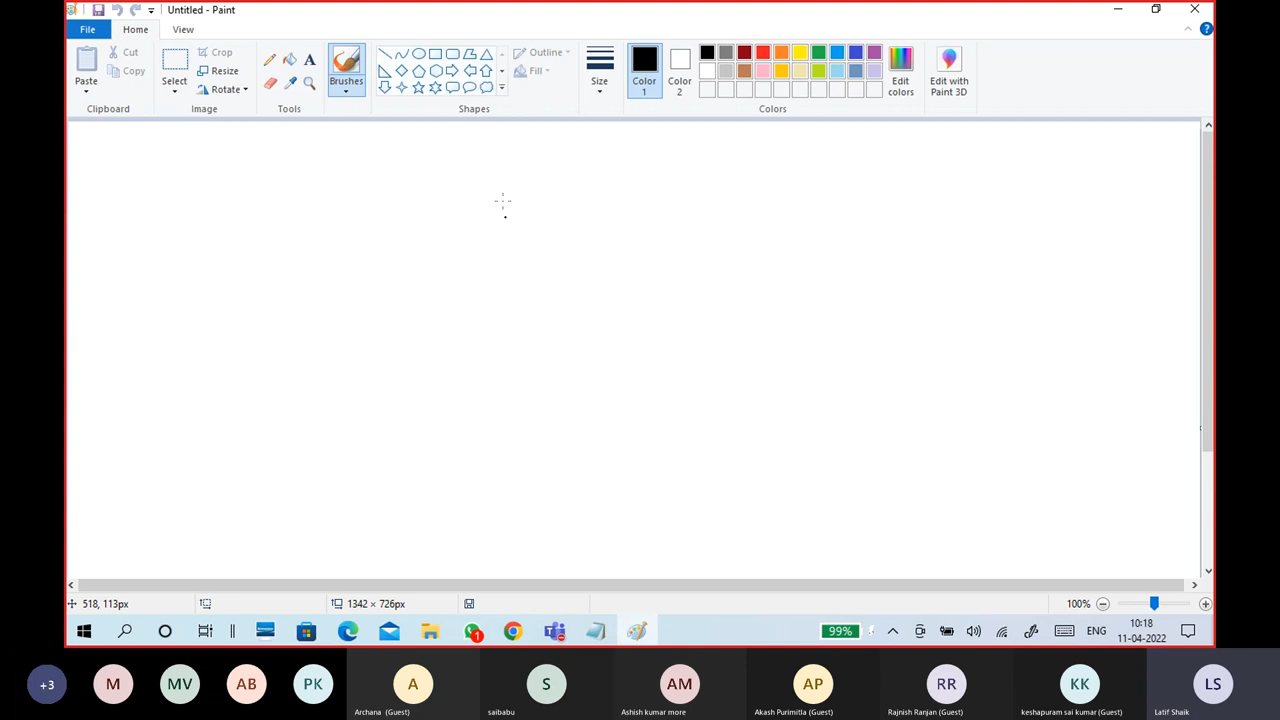 Untitled - Paint
File
Home
View
Paste
Cut
Copy
Clipboard
Select
Crop
Resize
Rotate
Image
Tools
Brushes
Shapes
Outline
Fill
Size
Color 1
Color 2
Colors
Edit colors
Edit with Paint 3D
518, 113px
1342 × 726px
100%
1
99%
ENG
10:18
11-04-2022
+3
M
MV
AB
PK
A
Archana (Guest)
S
saibabu
AM
Ashish kumar more
AP
Akash Purimitla (Guest)
RR
Rajnish Ranjan (Guest)
KK
keshapuram sai kumar (Guest)
LS
Latif Shaik